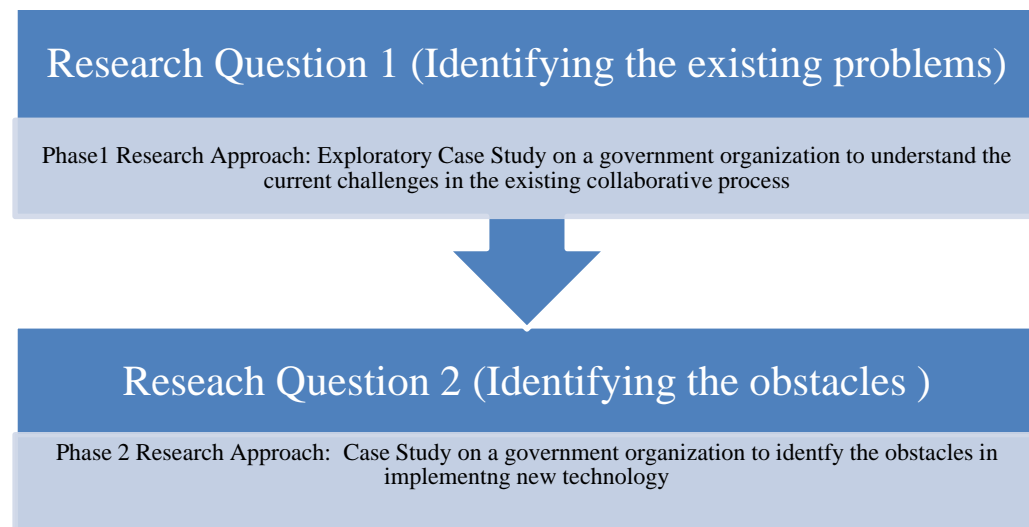 Research Question 1 (Identifying the existing problems)
Phase1 Research Approach: Exploratory Case Study on a government organization to understand the
current challenges in the existing collaborative process
Reseach Question 2 (Identifying the obstacles )
Phase 2 Research Approach:  Case Study on a government organization to identfy the obstacles in
implementng new technology